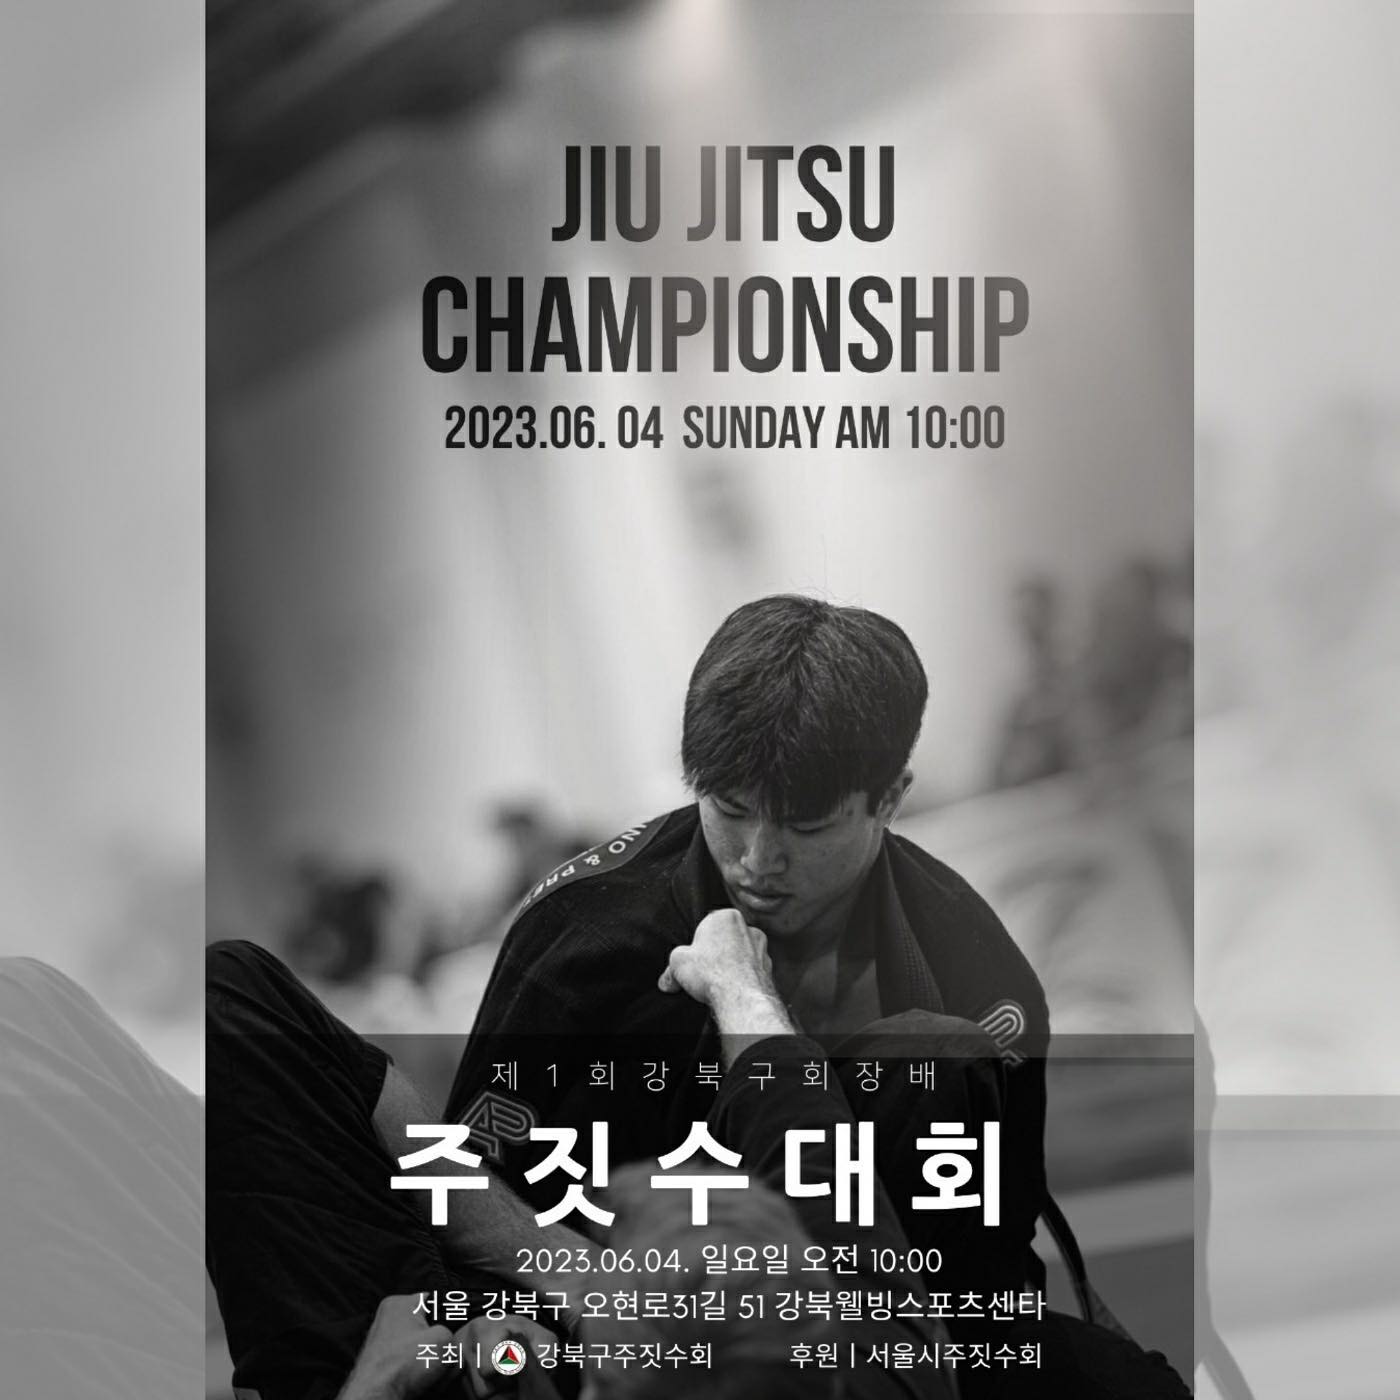 JIU JITSU
CHAMPIONSHIP
2023.06. 04 SUNDAY AM 10:00
제 1 회 강 북 구 회 장 배
주짓수대회
2023.06.04. 일요일 오전 10:00
서울 강북구 오현로31길 51 강북웰빙스포츠센타
주최 | 강북구주짓수회 후원 | 서울시주짓수회